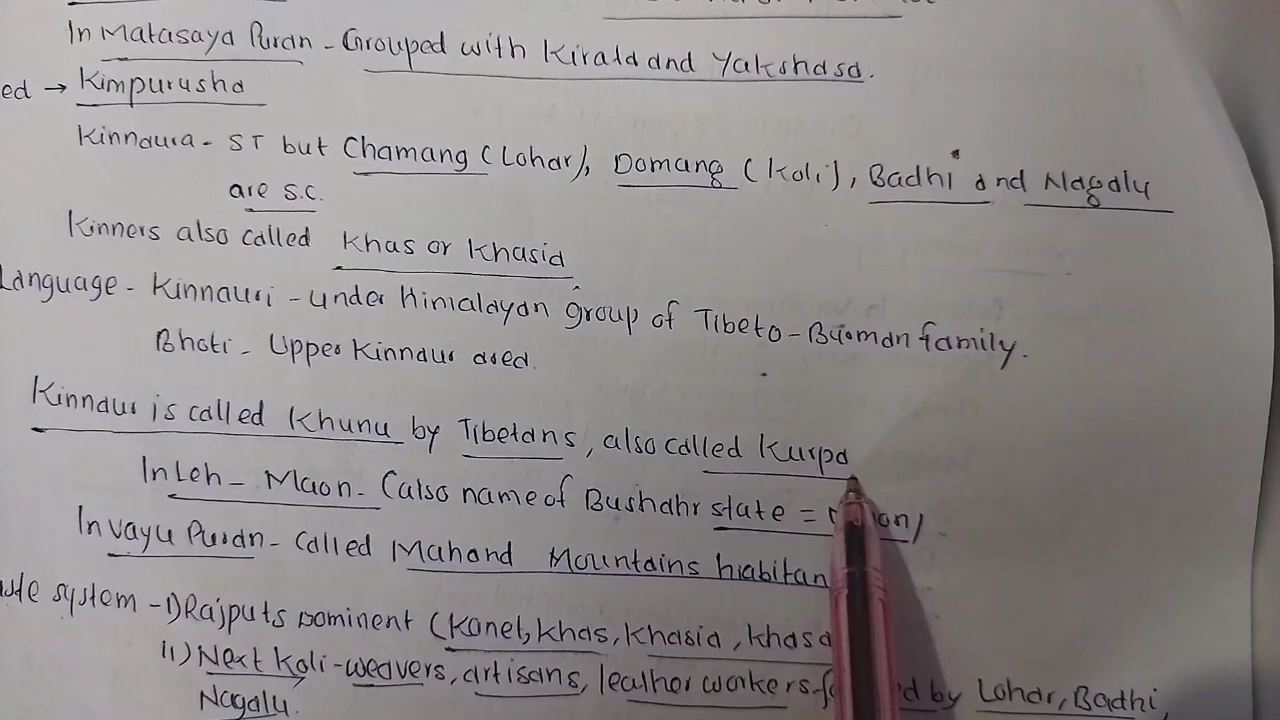 In Matasaya Puran - Grouped with Kirata and Yakshasa.
ed → Kimpurusha
Kinnaura - ST but Chamang (Lohar), Domang (Koli), Badhi and Nagalu
are S.C.
Kinners also called Khas or Khasia
Language - Kinnauri - under Himalayan group of Tibeto-Burman family.
Bhoti - Upper Kinnaur area.
Kinnaur is called Khunu by Tibetans, also called Kurpa
In Leh - Maon - (also name of Bushahr state =
In Vayu Puran - called Mahand Mountains habitan
system - i) Rajputs Dominent (Kanet, Khas, Khasia, Khasa
ii) Next Koli - weavers, artisans, leather workers by Lohar, Badhi,
Nagalu.